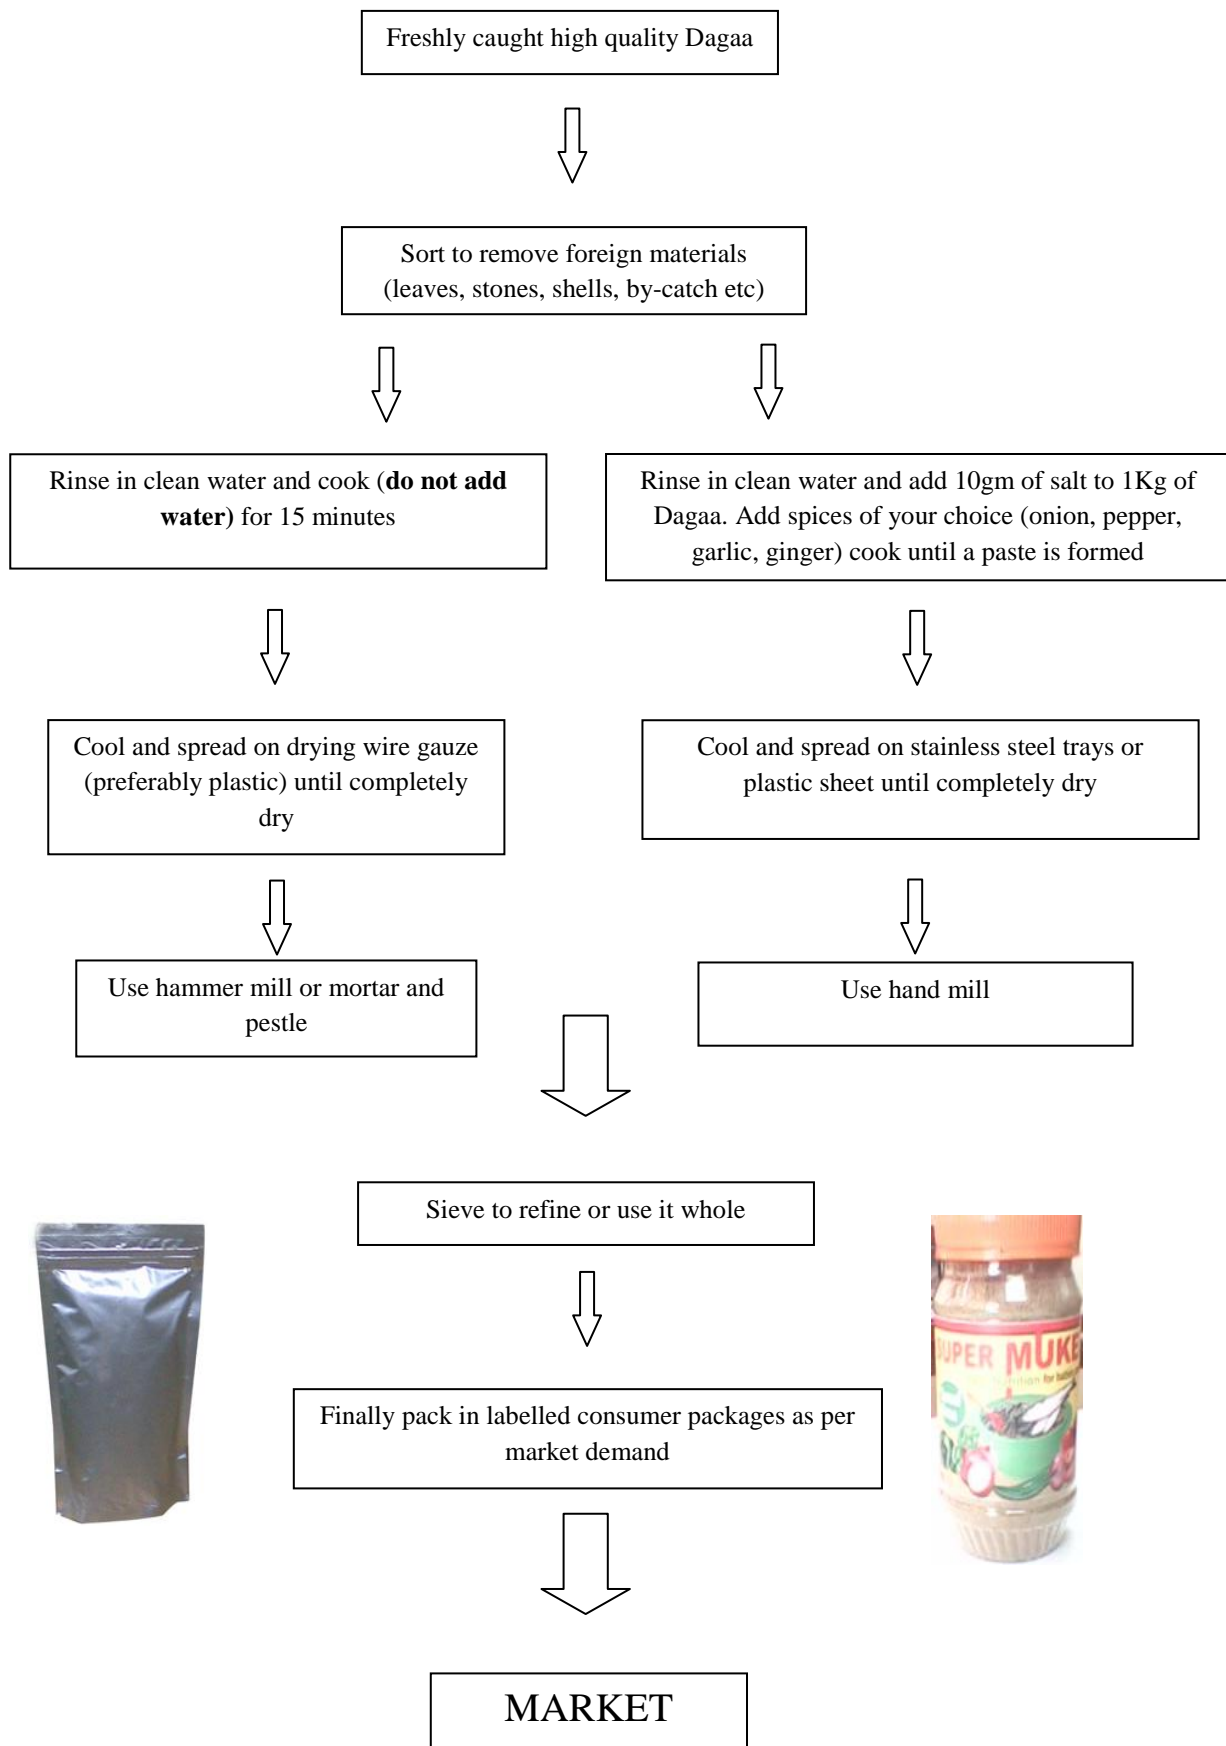 Freshly caught high quality Dagaa
Sort to remove foreign materials
(leaves, stones, shells, by-catch etc)
Rinse in clean water and cook (do not add
water) for 15 minutes
Rinse in clean water and add 10gm of salt to 1Kg of
Dagaa. Add spices of your choice (onion, pepper,
garlic, ginger) cook until a paste is formed
Cool and spread on drying wire gauze
(preferably plastic) until completely
dry
Cool and spread on stainless steel trays or
plastic sheet until completely dry
Use hammer mill or mortar and
pestle
Use hand mill
Sieve to refine or use it whole
SUPER MUKE
for
Finally pack in labelled consumer packages as per
market demand
MARKET